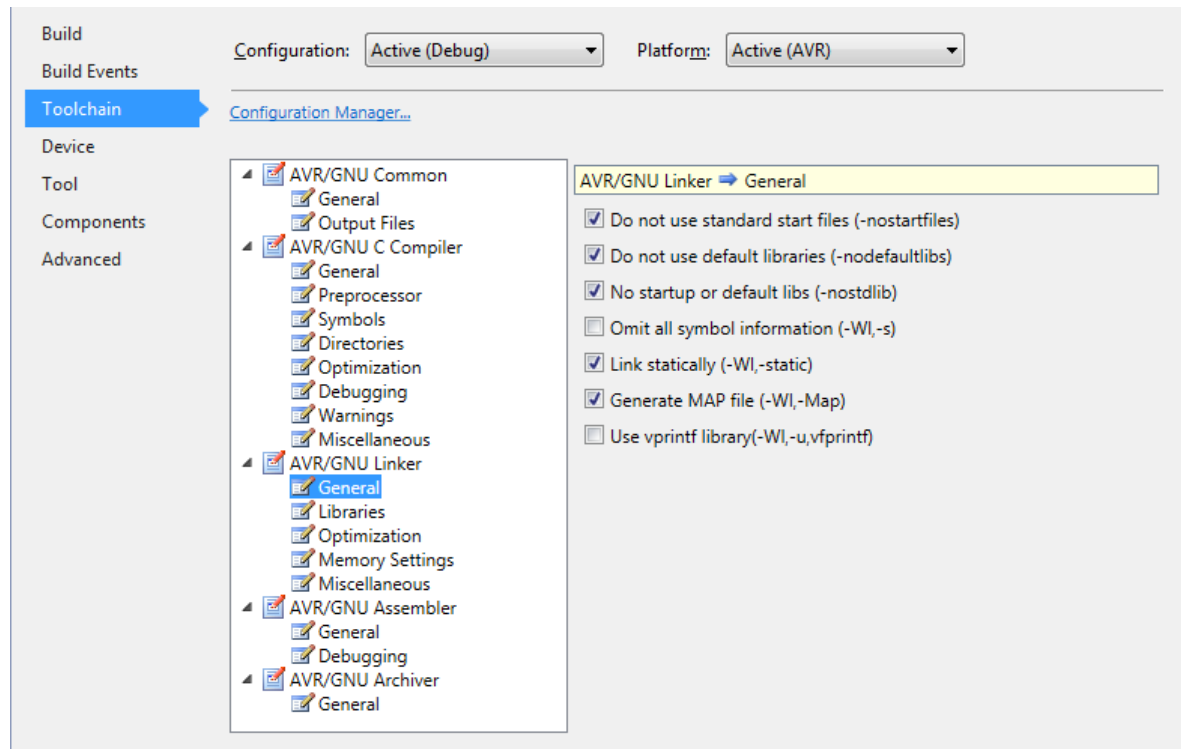 Build
Build Events
Toolchain
Device
Tool
Components
Advanced
Configuration: Active (Debug) Platform: Active (AVR)
Configuration Manager...
AVR/GNU Common
General
Output Files
AVR/GNU C Compiler
General
Preprocessor
Symbols
Directories
Optimization
Debugging
Warnings
Miscellaneous
AVR/GNU Linker
General
Libraries
Optimization
Memory Settings
Miscellaneous
AVR/GNU Assembler
General
Debugging
AVR/GNU Archiver
General
AVR/GNU Linker ➡ General
Do not use standard start files (-nostartfiles)
Do not use default libraries (-nodefaultlibs)
No startup or default libs (-nostdlib)
Omit all symbol information (-Wl,-s)
Link statically (-Wl,-static)
Generate MAP file (-Wl,-Map)
Use vprintf library(-Wl,-u,vfprintf)